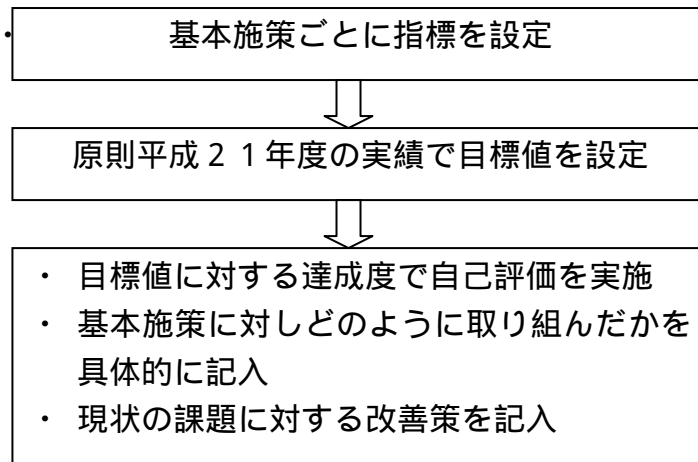 ・ 基本施策ごとに指標を設定
原則平成２１年度の実績で目標値を設定
・ 目標値に対する達成度で自己評価を実施
・ 基本施策に対しどのように取り組んだかを
具体的に記入
・ 現状の課題に対する改善策を記入